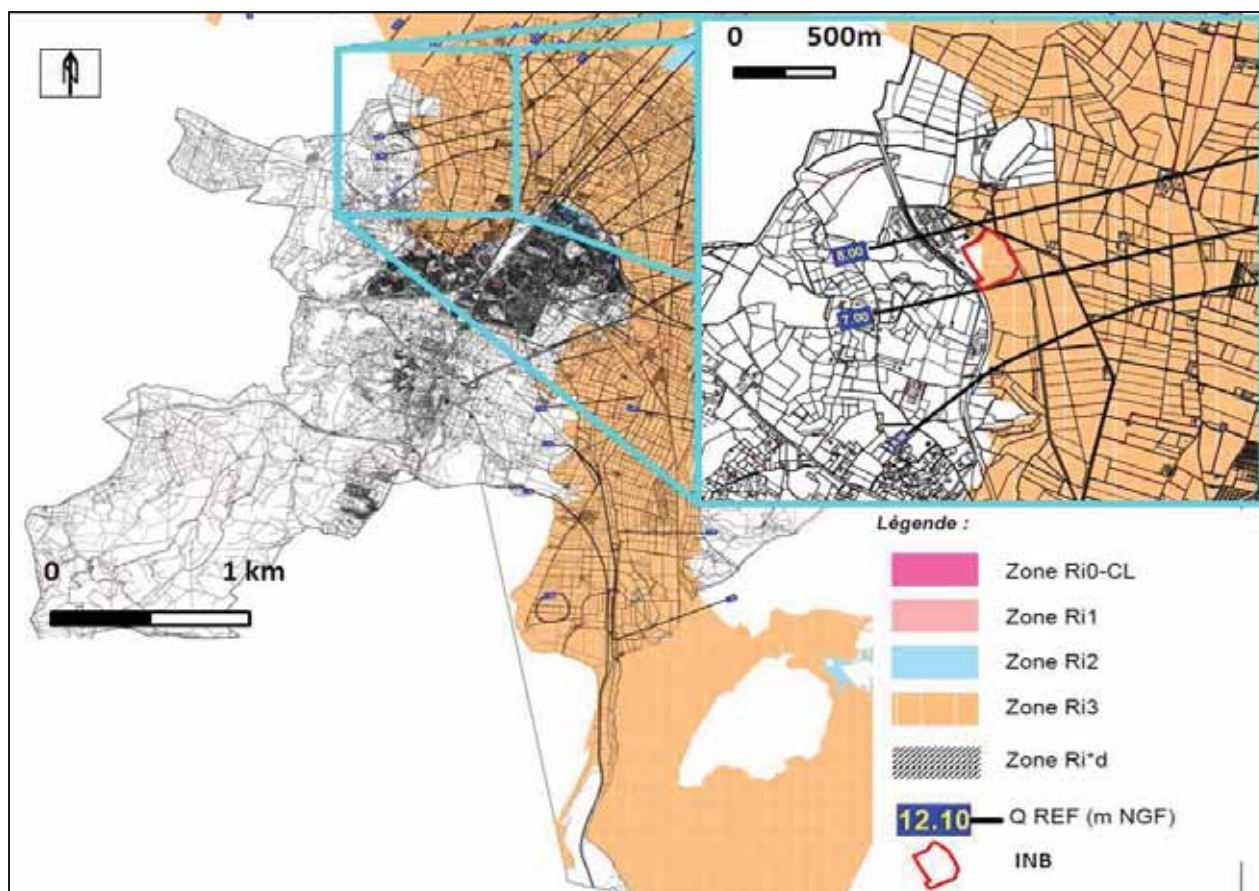 0 500m
8.00
7.00
0 1 km
Légende :
Zone Ri0-CL
Zone Ri1
Zone Ri2
Zone Ri3
Zone Ri*d
12.10 Q REF (m NGF)
INB